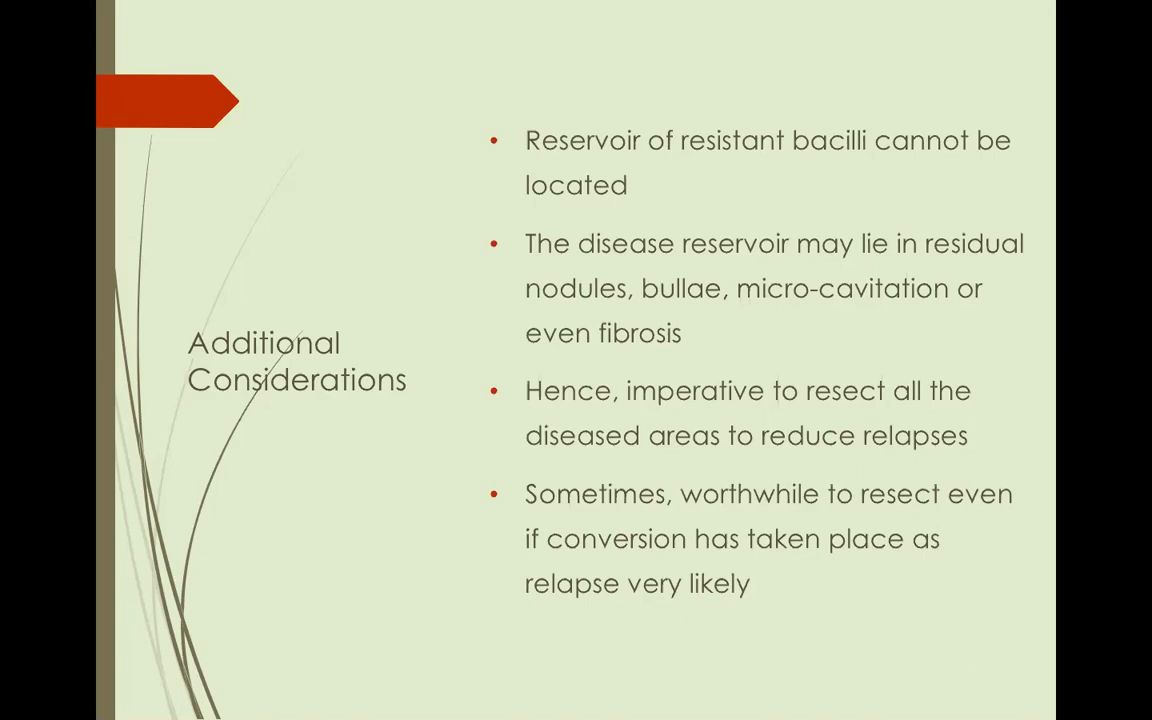 Additional
Considerations
• Reservoir of resistant bacilli cannot be
located
• The disease reservoir may lie in residual
nodules, bullae, micro-cavitation or
even fibrosis
• Hence, imperative to resect all the
diseased areas to reduce relapses
• Sometimes, worthwhile to resect even
if conversion has taken place as
relapse very likely